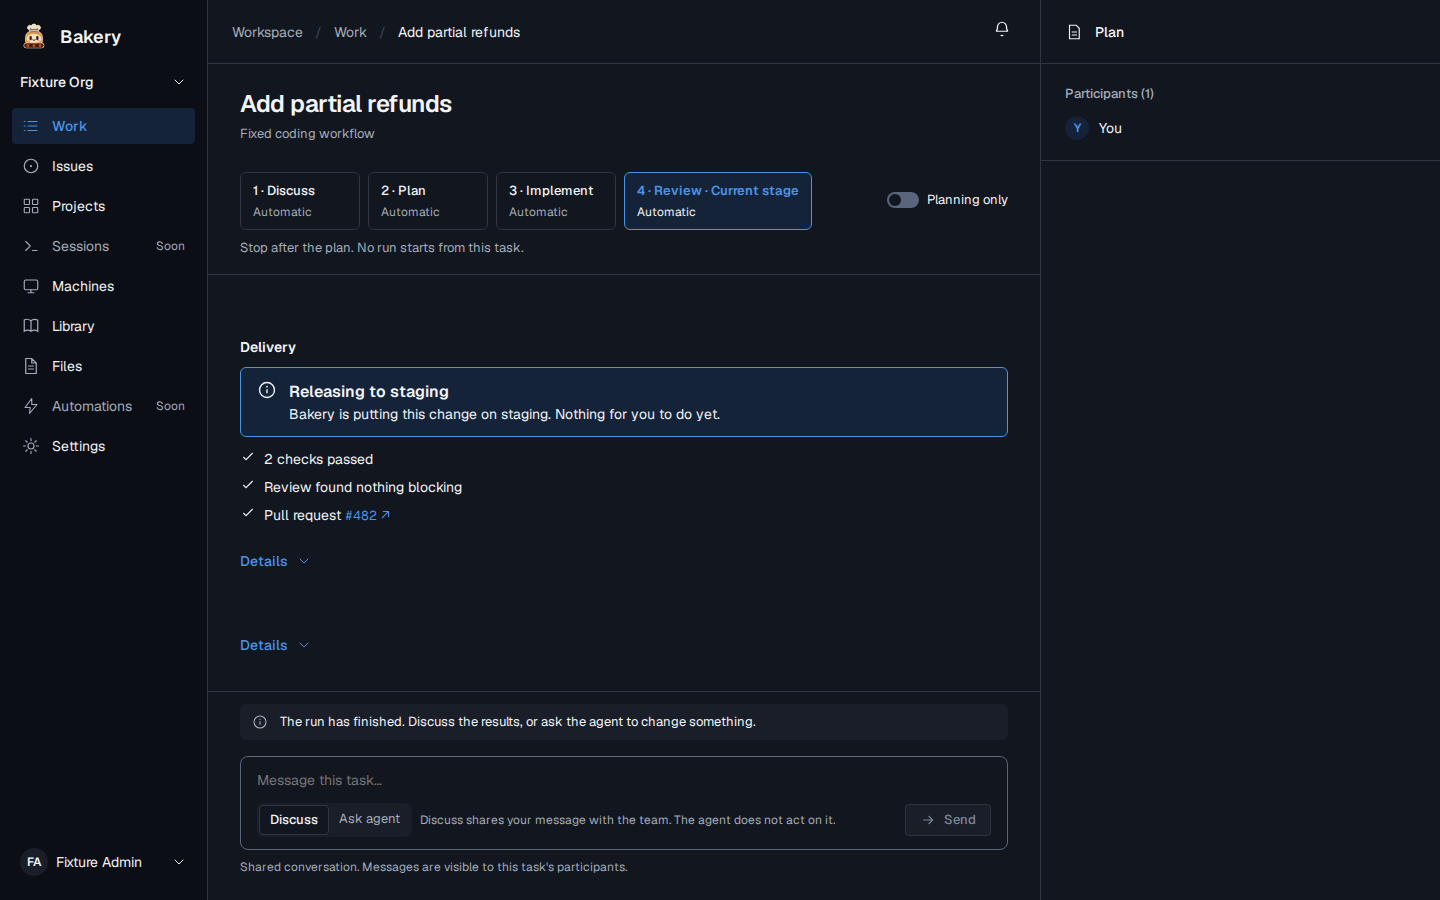 Bakery
Fixture Org
Work
Issues
Projects
Sessions Soon
Machines
Library
Files
Automations Soon
Settings
FA Fixture Admin
Workspace / Work / Add partial refunds
Add partial refunds
Fixed coding workflow
1 · Discuss
Automatic
2 · Plan
Automatic
3 · Implement
Automatic
4 · Review · Current stage
Automatic
Planning only
Stop after the plan. No run starts from this task.
Delivery
Releasing to staging
Bakery is putting this change on staging. Nothing for you to do yet.
2 checks passed
Review found nothing blocking
Pull request #482
Details
Details
The run has finished. Discuss the results, or ask the agent to change something.
Message this task...
Discuss Ask agent Discuss shares your message with the team. The agent does not act on it. Send
Shared conversation. Messages are visible to this task's participants.
Plan
Participants (1)
Y You